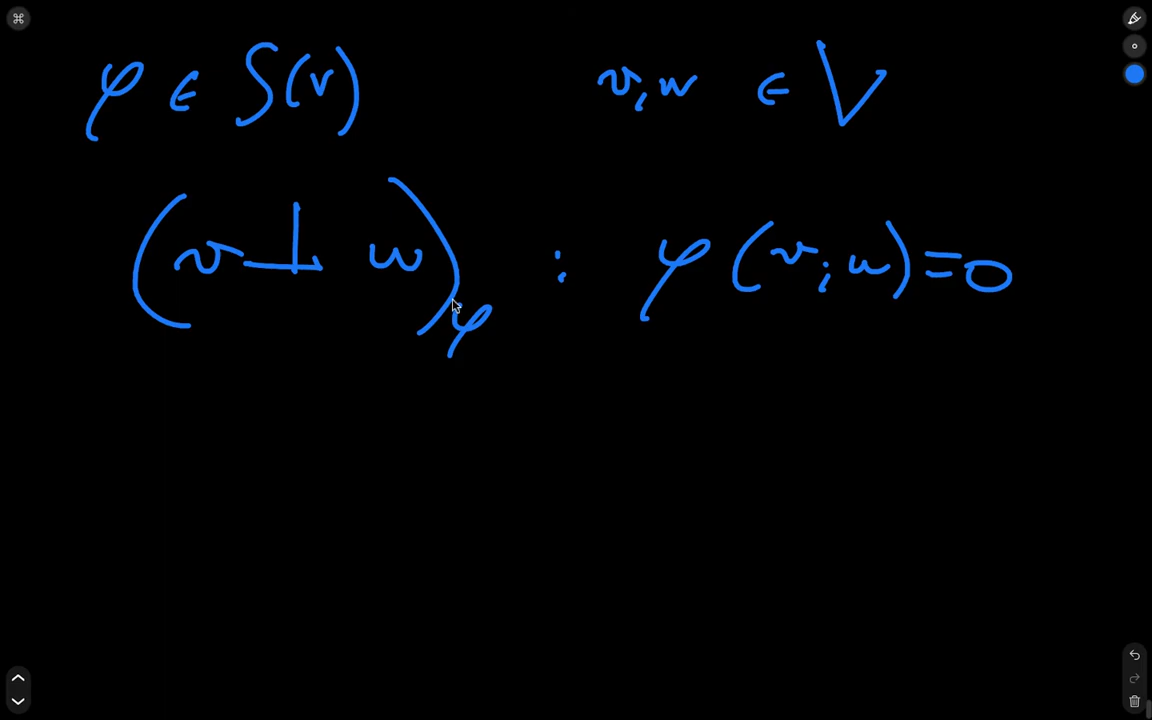 φ ∈ S(V) v, w ∈ V
(v ⊥ w)_φ : φ(v; w) = 0